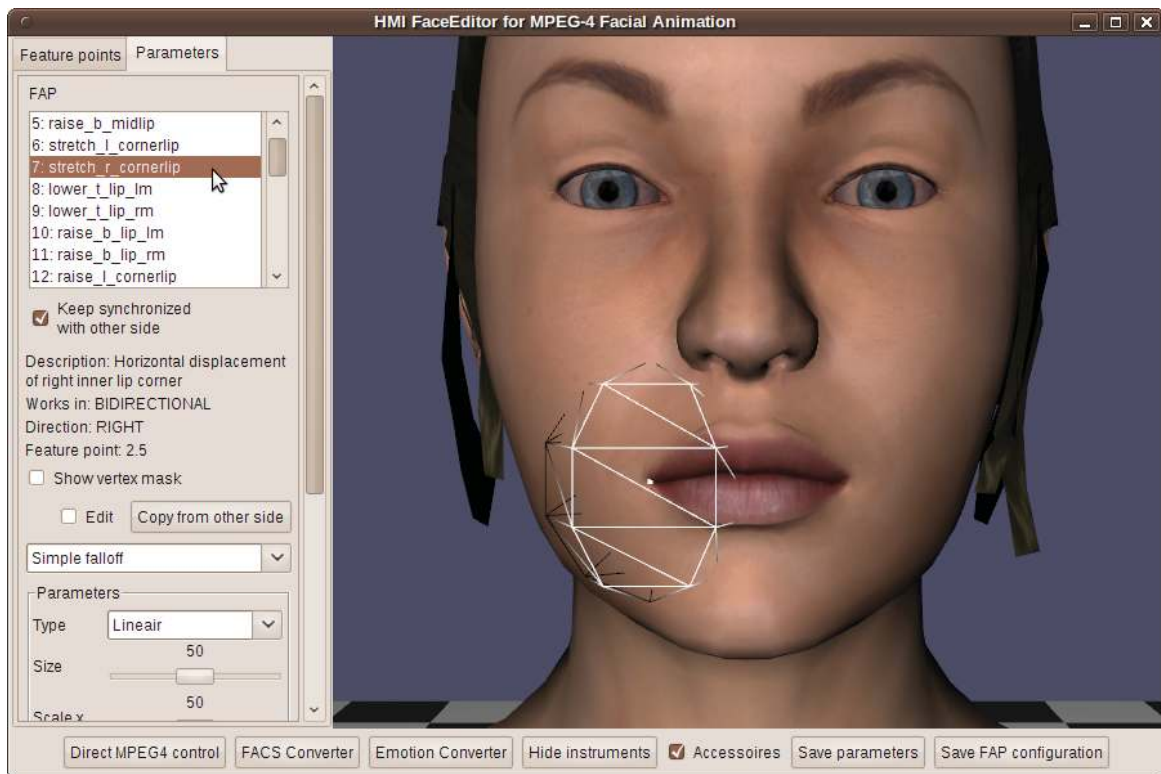 HMI FaceEditor for MPEG-4 Facial Animation
Feature points
Parameters
FAP
5: raise_b_midlip
6: stretch_l_cornerlip
7: stretch_r_cornerlip
8: lower_t_lip_lm
9: lower_t_lip_rm
10: raise_b_lip_lm
11: raise_b_lip_rm
12: raise_l_cornerlip
Keep synchronized
with other side
Description: Horizontal displacement
of right inner lip corner
Works in: BIDIRECTIONAL
Direction: RIGHT
Feature point: 2.5
Show vertex mask
Edit
Copy from other side
Simple falloff
Parameters
Type
Lineair
50
Size
50
Scale x
Direct MPEG4 control
FACS Converter
Emotion Converter
Hide instruments
Accessoires
Save parameters
Save FAP configuration